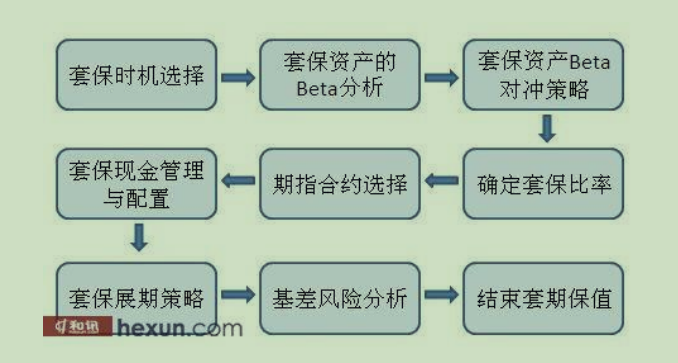 套保时机选择
套保资产的
Beta分析
套保资产Beta
对冲策略
确定套保比率
期指合约选择
套保现金管理
与配置
套保展期策略
基差风险分析
结束套期保值
和讯 hexun.com